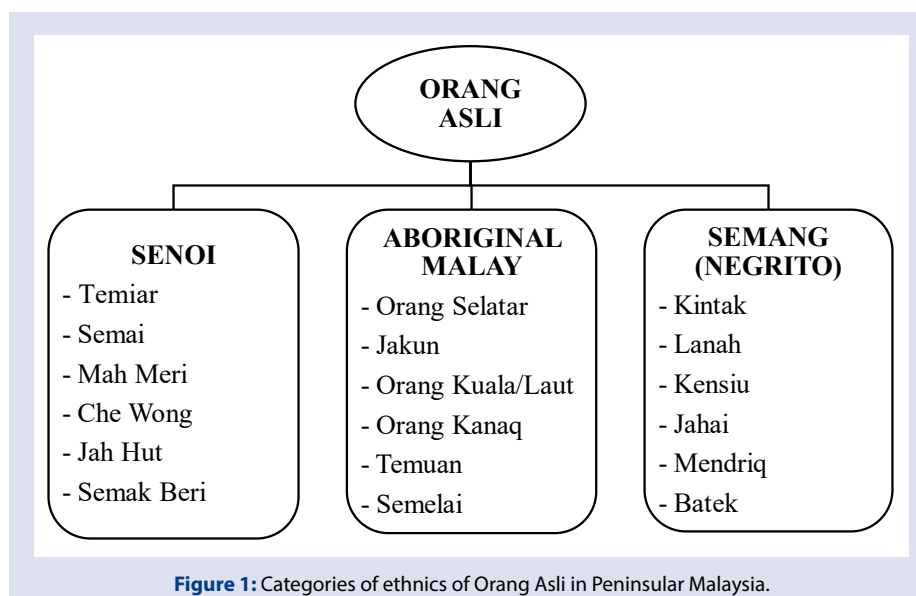 ORANG
ASLI
SENOI
- Temiar
- Semai
- Mah Meri
- Che Wong
- Jah Hut
- Semak Beri
ABORIGINAL
MALAY
- Orang Selatar
- Jakun
- Orang Kuala/Laut
- Orang Kanaq
- Temuan
- Semelai
SEMANG
(NEGRITO)
- Kintak
- Lanah
- Kensiu
- Jahai
- Mendriq
- Batek
Figure 1: Categories of ethnics of Orang Asli in Peninsular Malaysia.